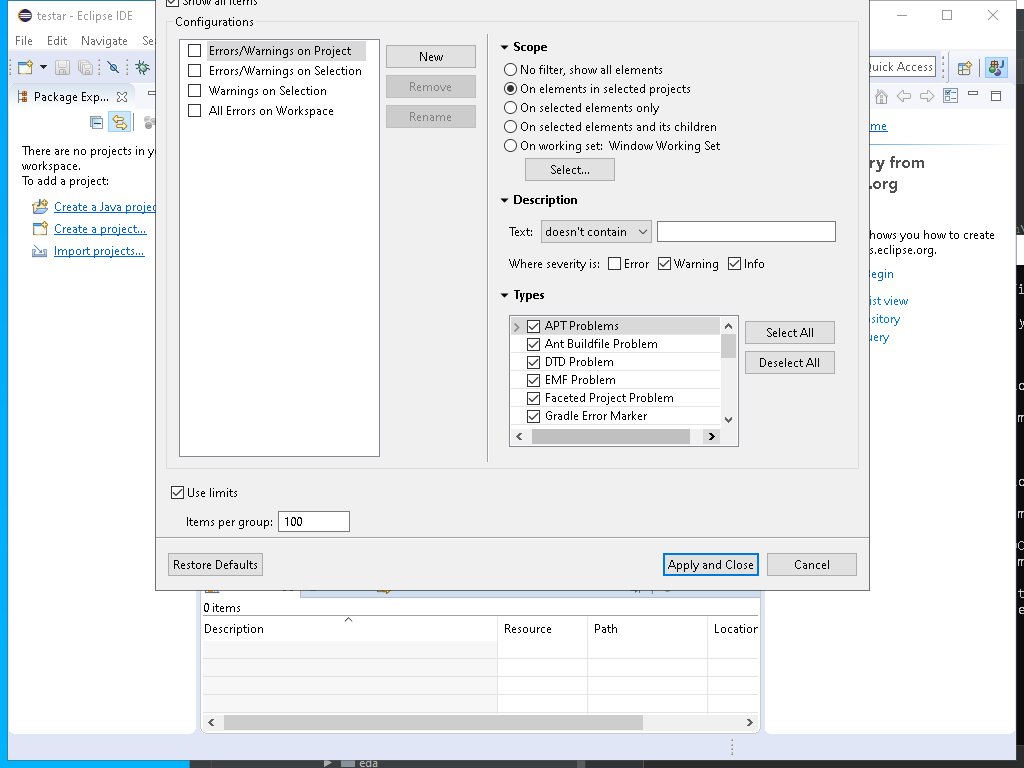 testar - Eclipse IDE
Show all items
File Edit Navigate Se
Configurations
Errors/Warnings on Project
Errors/Warnings on Selection
Warnings on Selection
All Errors on Workspace
New
Remove
Rename
Scope
No filter, show all elements
On elements in selected projects
On selected elements only
On selected elements and its children
On working set: Window Working Set
Select...
Description
Text: doesn't contain
Where severity is: Error Warning Info
Types
APT Problems
Ant Buildfile Problem
DTD Problem
EMF Problem
Faceted Project Problem
Gradle Error Marker
Select All
Deselect All
Use limits
Items per group: 100
Restore Defaults
Apply and Close
Cancel
Quick Access
Package Exp...
There are no projects in y
workspace.
To add a project:
Create a Java projec
Create a project...
Import projects...
me
ry from
.org
hows you how to create
s.eclipse.org.
egin
ist view
sitory
uery
0 items
Description Resource Path Location
eda